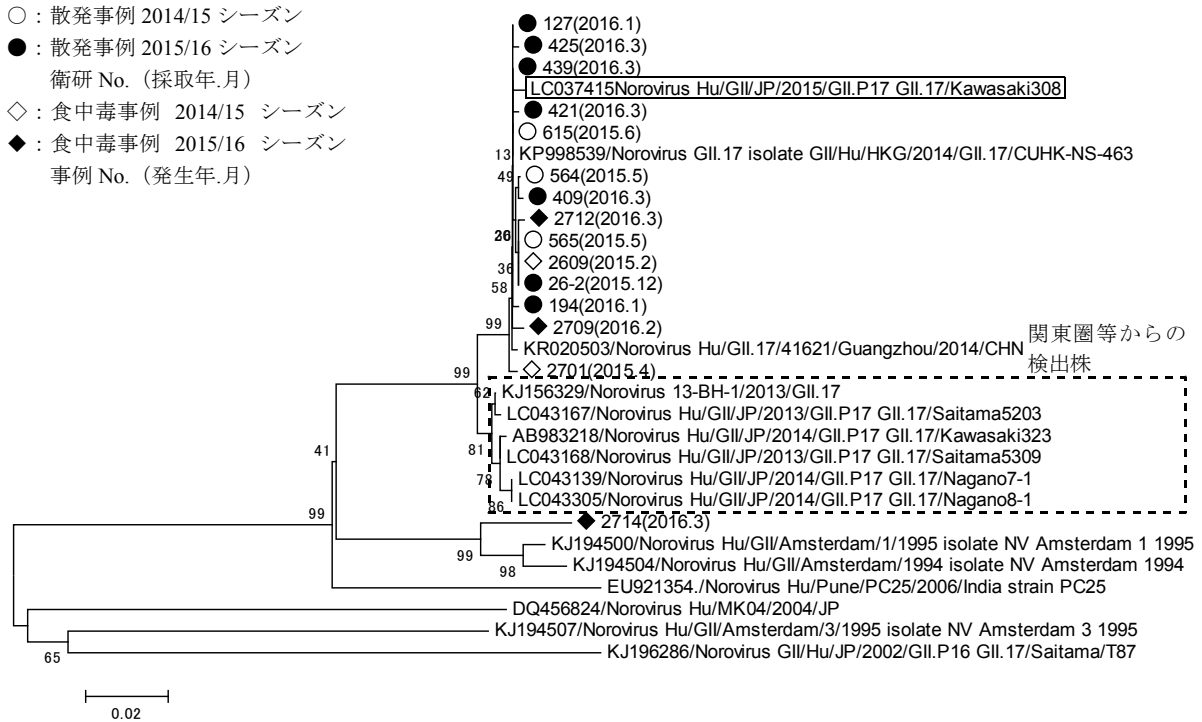 ○：散発事例 2014/15 シーズン
●：散発事例 2015/16 シーズン
衛研 No.（採取年.月）
◇：食中毒事例 2014/15 シーズン
◆：食中毒事例 2015/16 シーズン
事例 No.（発生年.月）
127(2016.1)
425(2016.3)
439(2016.3)
LC037415Norovirus Hu/GII/JP/2015/GII.P17 GII.17/Kawasaki308
421(2016.3)
615(2015.6)
13
KP998539/Norovirus GII.17 isolate GII/Hu/HKG/2014/GII.17/CUHK-NS-463
49
564(2015.5)
409(2016.3)
2712(2016.3)
565(2015.5)
36
2609(2015.2)
58
26-2(2015.12)
194(2016.1)
99
2709(2016.2)
関東圏等からの
検出株
KR020503/Norovirus Hu/GII.17/41621/Guangzhou/2014/CHN
99
2701(2015.4)
62
KJ156329/Norovirus 13-BH-1/2013/GII.17
LC043167/Norovirus Hu/GII/JP/2013/GII.P17 GII.17/Saitama5203
AB983218/Norovirus Hu/GII/JP/2014/GII.P17 GII.17/Kawasaki323
41
81
LC043168/Norovirus Hu/GII/JP/2013/GII.P17 GII.17/Saitama5309
78
LC043139/Norovirus Hu/GII/JP/2014/GII.P17 GII.17/Nagano7-1
86
LC043305/Norovirus Hu/GII/JP/2014/GII.P17 GII.17/Nagano8-1
99
2714(2016.3)
99
KJ194500/Norovirus Hu/GII/Amsterdam/1/1995 isolate NV Amsterdam 1 1995
98
KJ194504/Norovirus Hu/GII/Amsterdam/1994 isolate NV Amsterdam 1994
EU921354./Norovirus Hu/Pune/PC25/2006/India strain PC25
DQ456824/Norovirus Hu/MK04/2004/JP
KJ194507/Norovirus Hu/GII/Amsterdam/3/1995 isolate NV Amsterdam 3 1995
65
KJ196286/Norovirus GII/Hu/JP/2002/GII.P16 GII.17/Saitama/T87
0.02